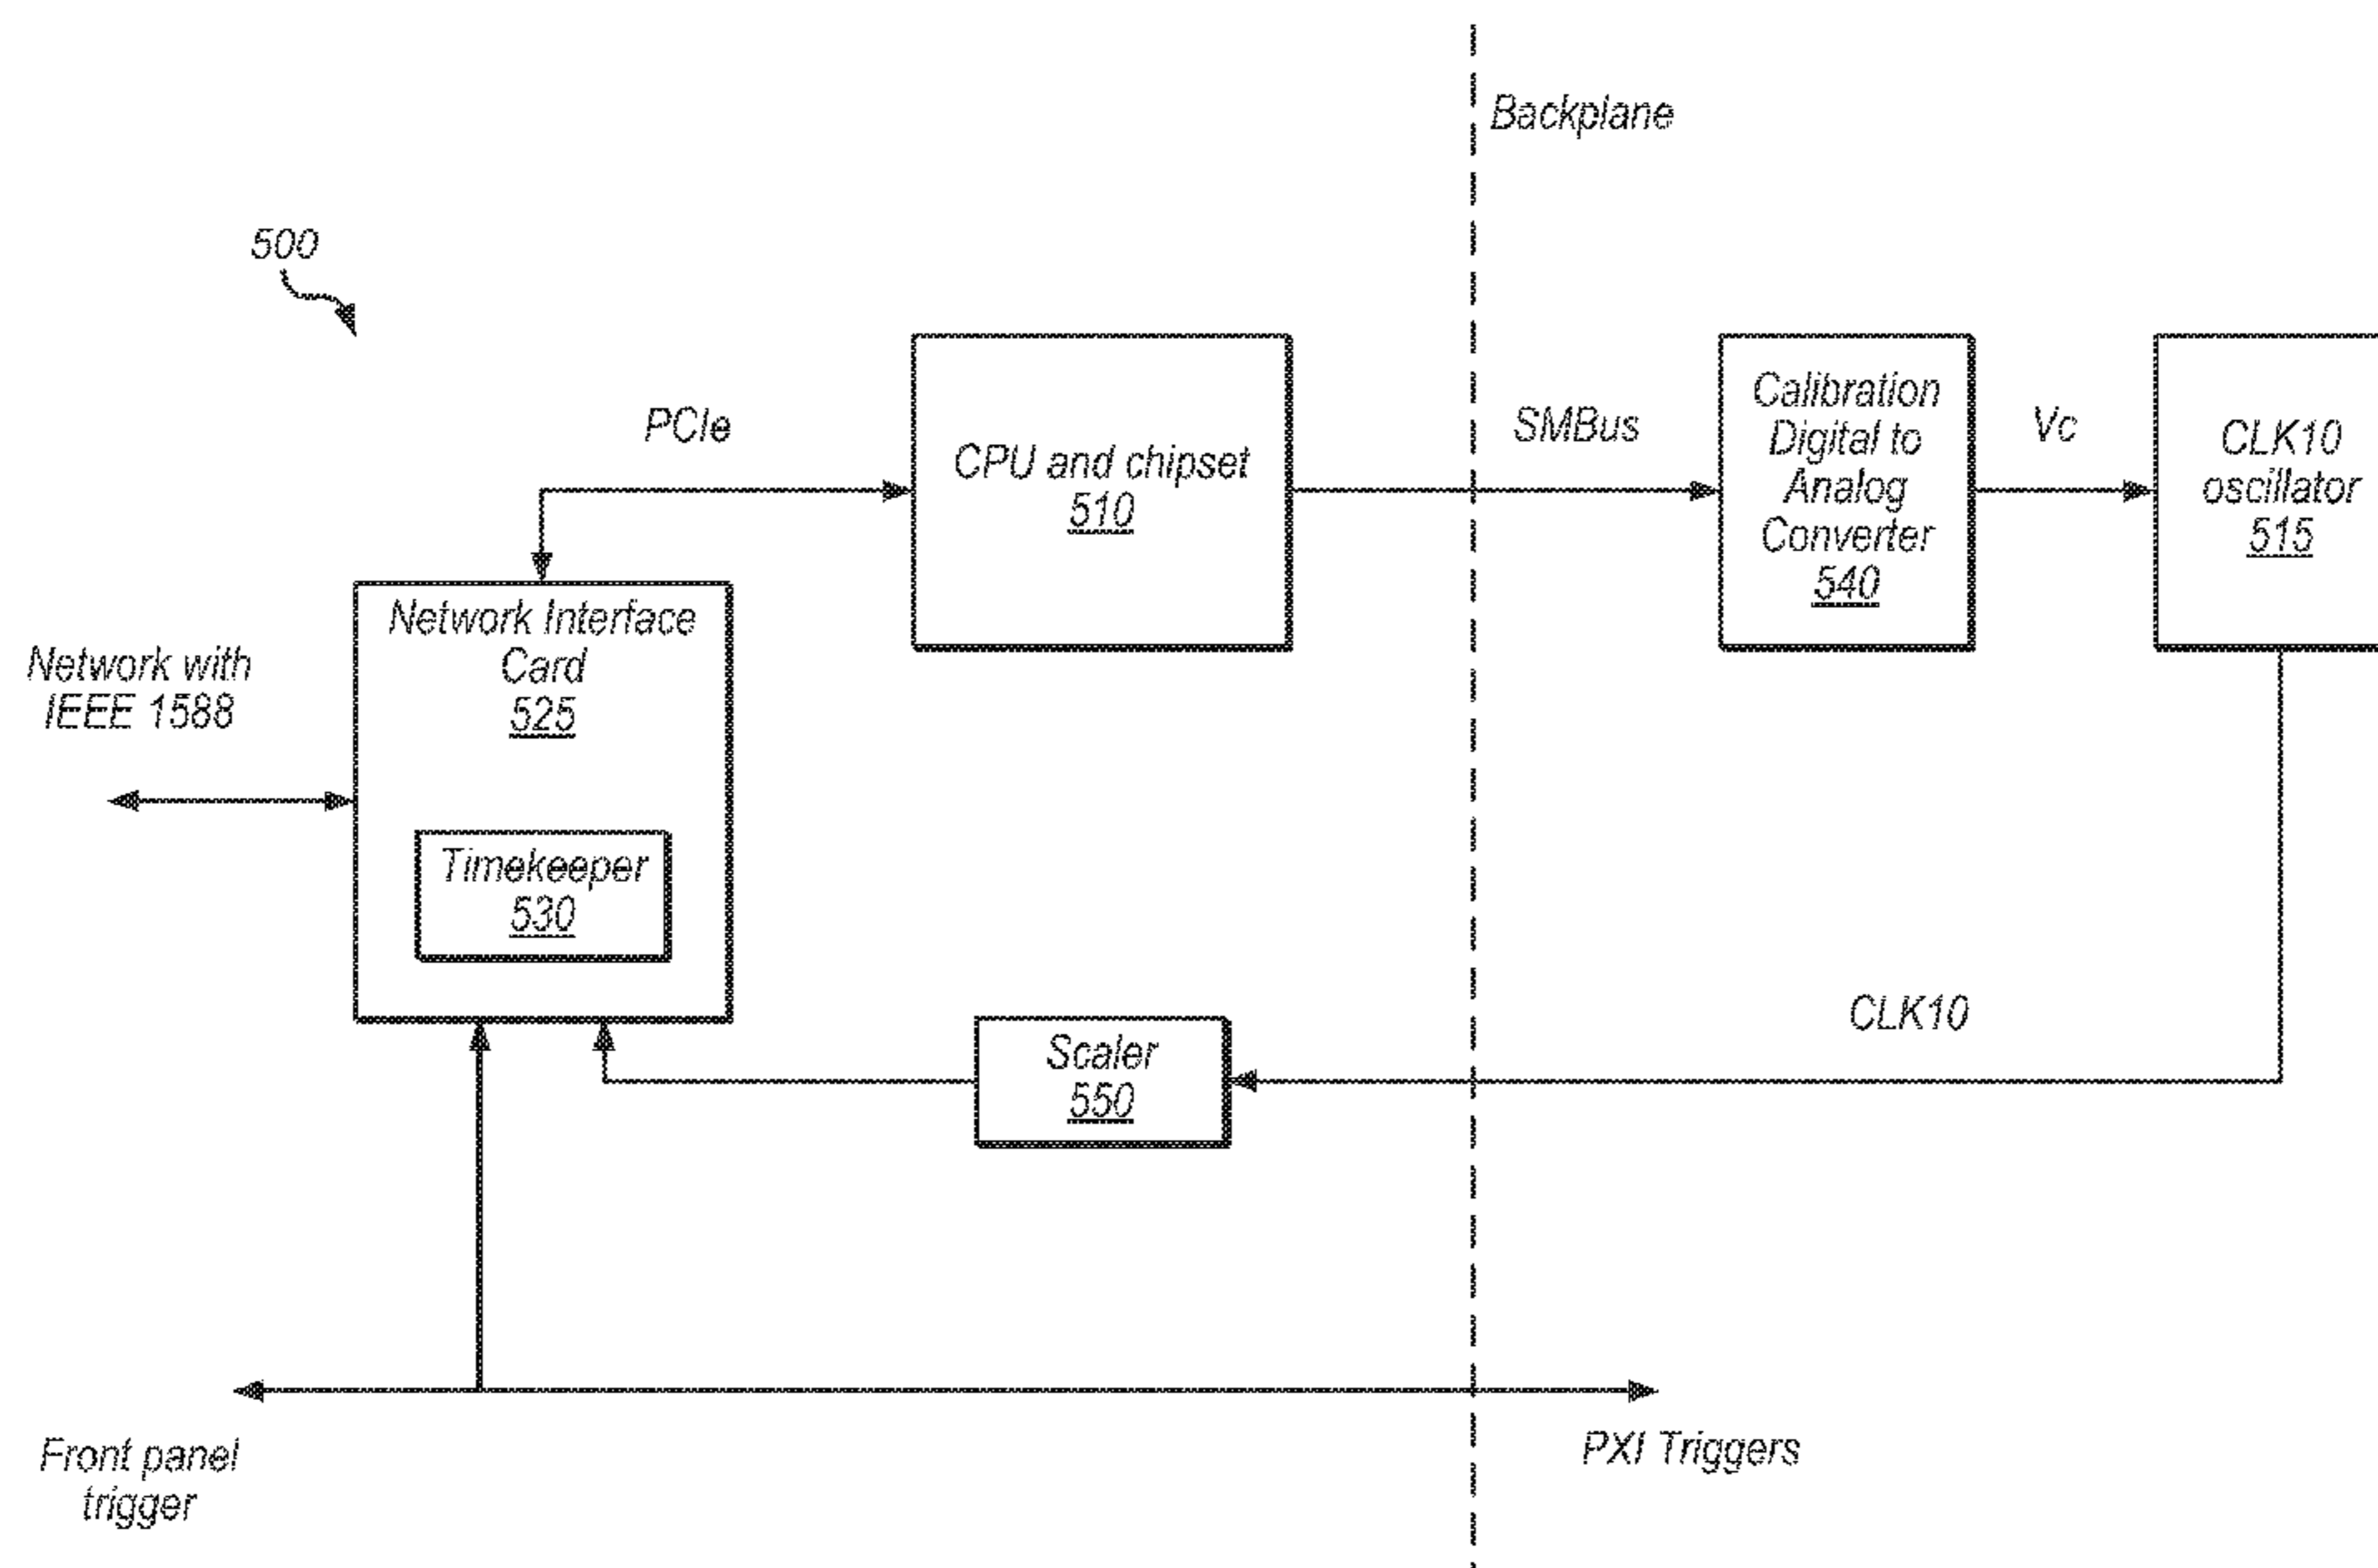 Backplane
500
PCIe
CPU and chipset
510
SMBus
Calibration
Digital to
Analog
Converter
540
Vc
CLK10
oscillator
515
Network with
IEEE 1588
Network Interface
Card
525
Timekeeper
530
Scaler
550
CLK10
Front panel
trigger
PXI Triggers